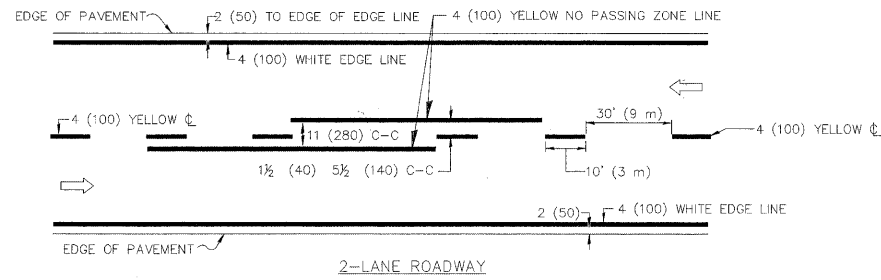 EDGE OF PAVEMENT
2 (50) TO EDGE OF EDGE LINE
4 (100) YELLOW NO PASSING ZONE LINE
4 (100) WHITE EDGE LINE
30' (9 m)
4 (100) YELLOW ℄
11 (280) C-C
4 (100) YELLOW ℄
1½ (40) 5½ (140) C-C
10' (3 m)
2 (50)
4 (100) WHITE EDGE LINE
EDGE OF PAVEMENT
2-LANE ROADWAY